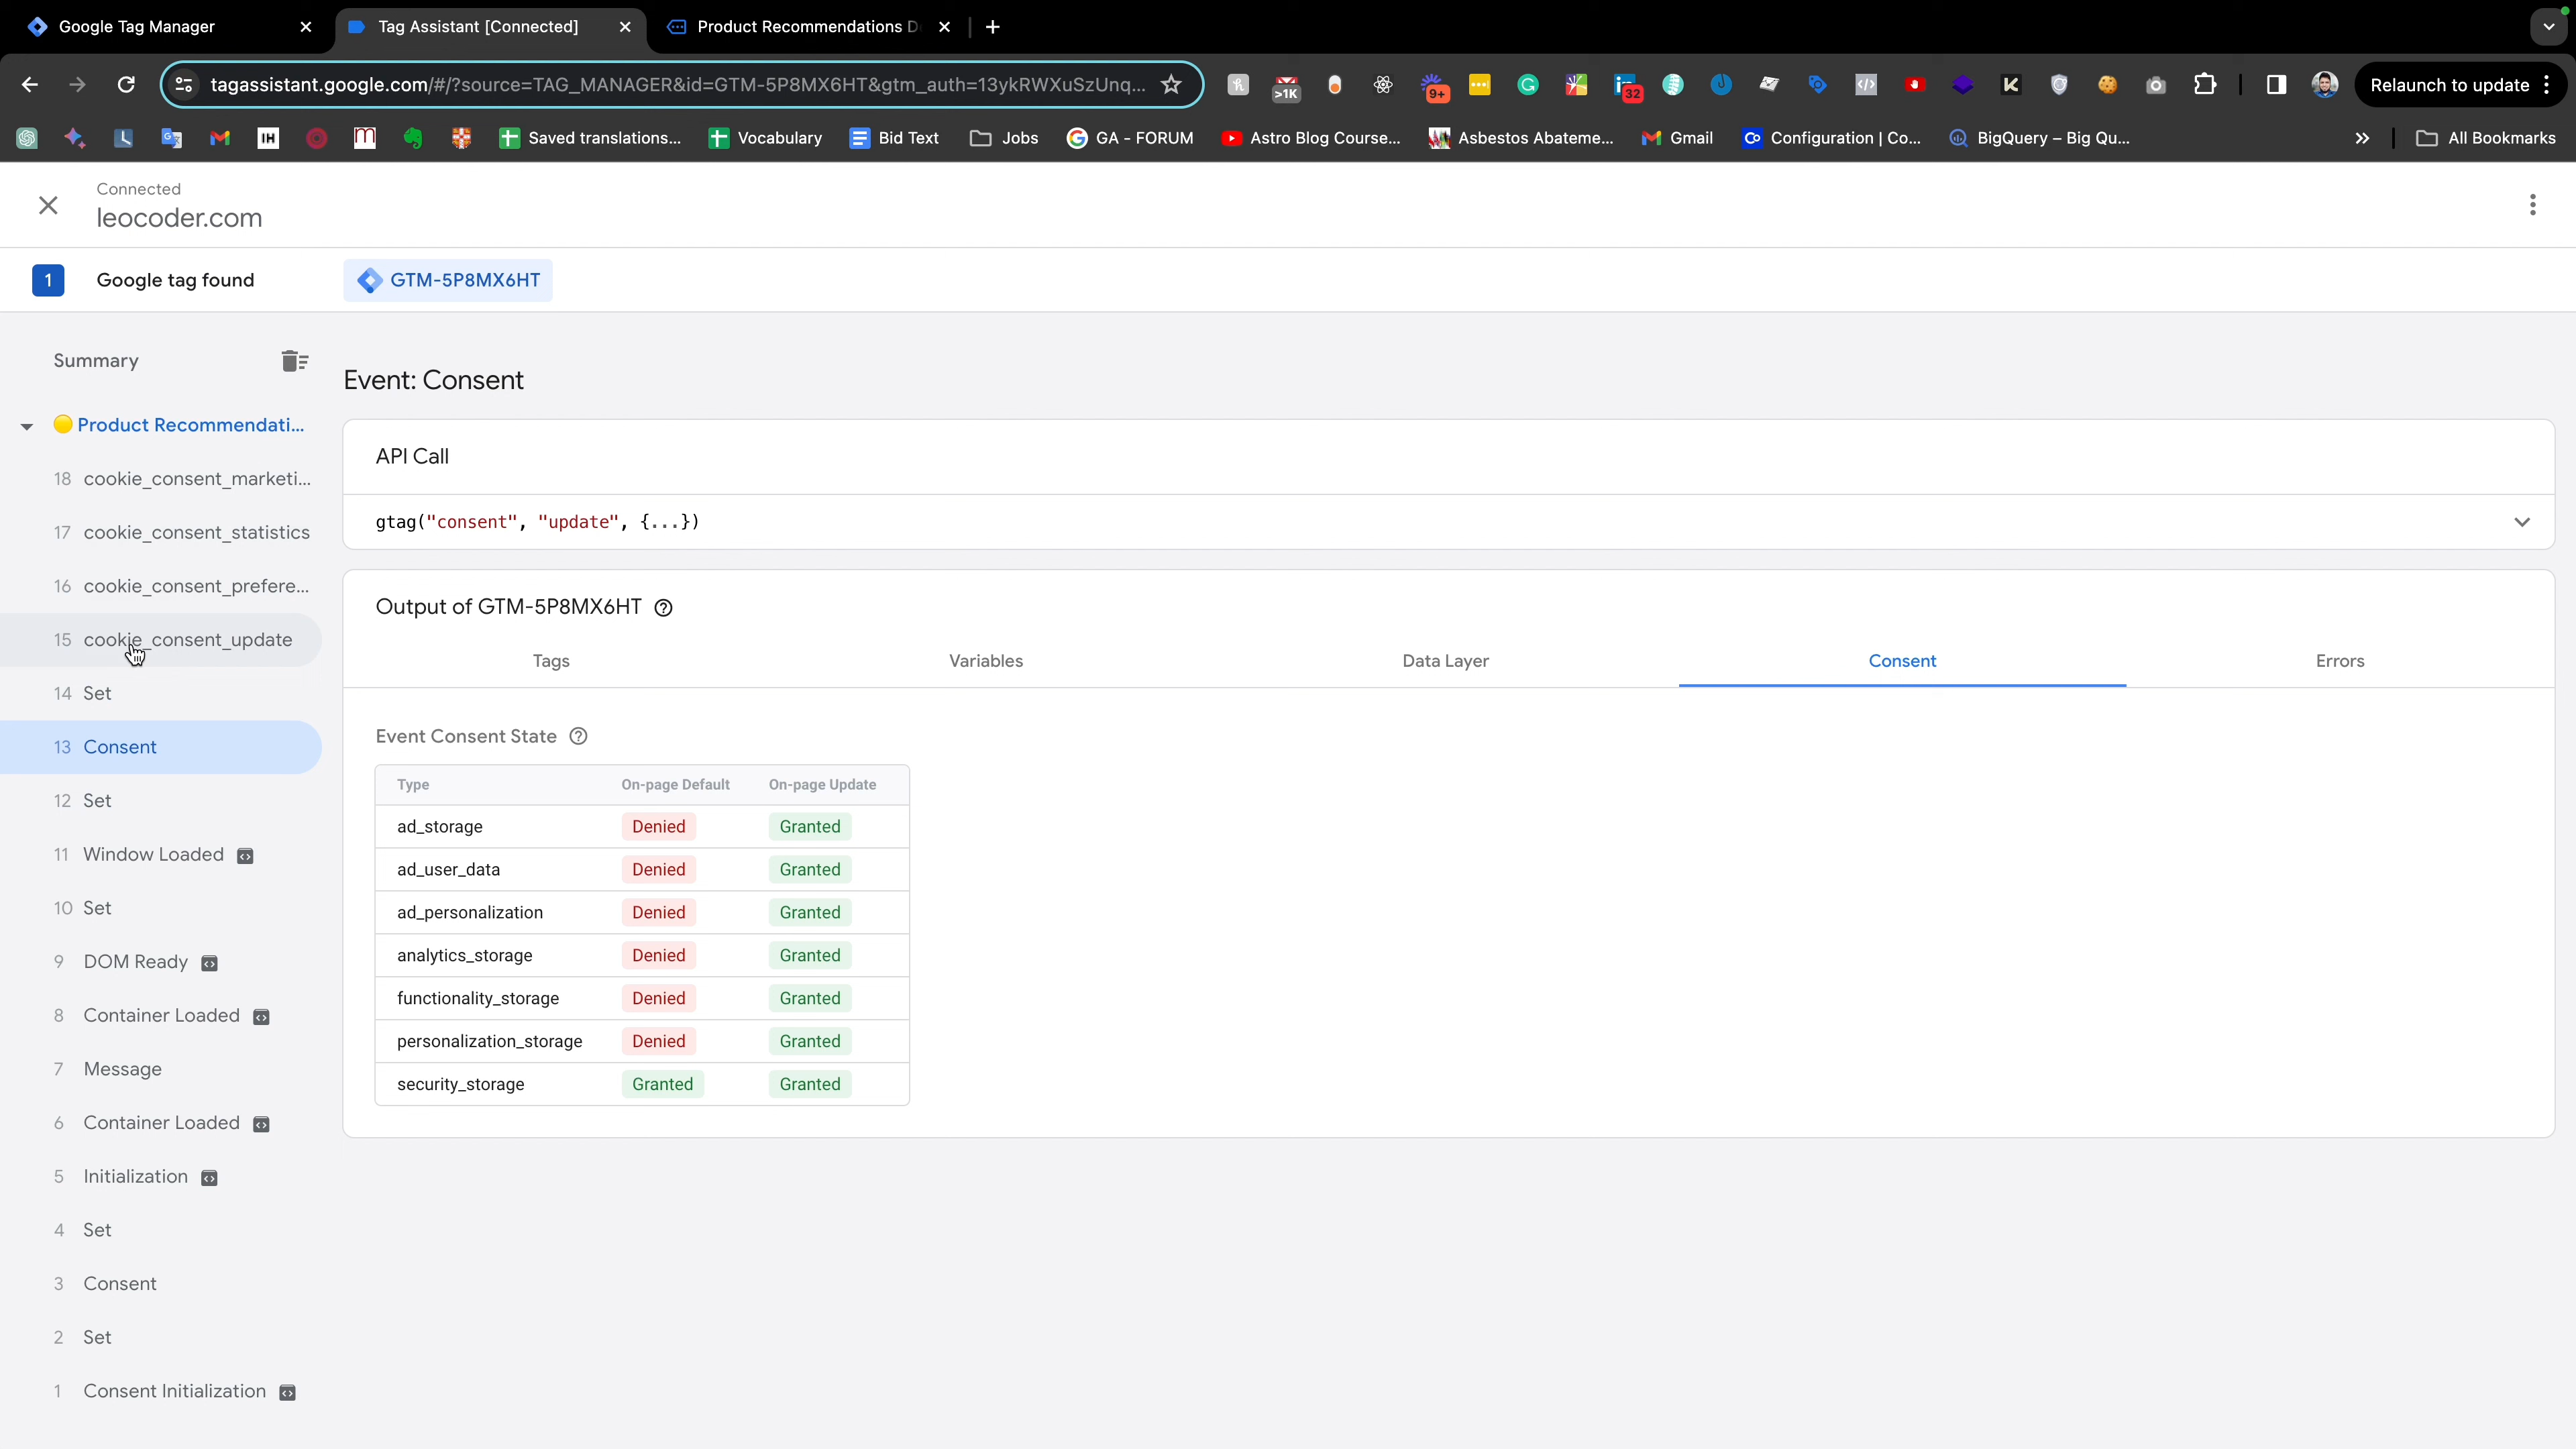 Google Tag Manager
Tag Assistant [Connected]
Product Recommendations D
tagassistant.google.com/#/?source=TAG_MANAGER&id=GTM-5P8MX6HT&gtm_auth=13ykRWXuSzUnq...
>1K
9+
32
Relaunch to update
Saved translations...
Vocabulary
Bid Text
Jobs
GA - FORUM
Astro Blog Course...
Asbestos Abateme...
Gmail
Configuration | Co...
BigQuery – Big Qu...
All Bookmarks
Connected
leocoder.com
1 Google tag found GTM-5P8MX6HT
Summary
Product Recommendati...
18 cookie_consent_marketi...
17 cookie_consent_statistics
16 cookie_consent_prefere...
15 cookie_consent_update
14 Set
13 Consent
12 Set
11 Window Loaded
10 Set
9 DOM Ready
8 Container Loaded
7 Message
6 Container Loaded
5 Initialization
4 Set
3 Consent
2 Set
1 Consent Initialization
Event: Consent
API Call
gtag("consent", "update", {...})
Output of GTM-5P8MX6HT
Tags Variables Data Layer Consent Errors
Event Consent State
Type On-page Default On-page Update
ad_storage Denied Granted
ad_user_data Denied Granted
ad_personalization Denied Granted
analytics_storage Denied Granted
functionality_storage Denied Granted
personalization_storage Denied Granted
security_storage Granted Granted